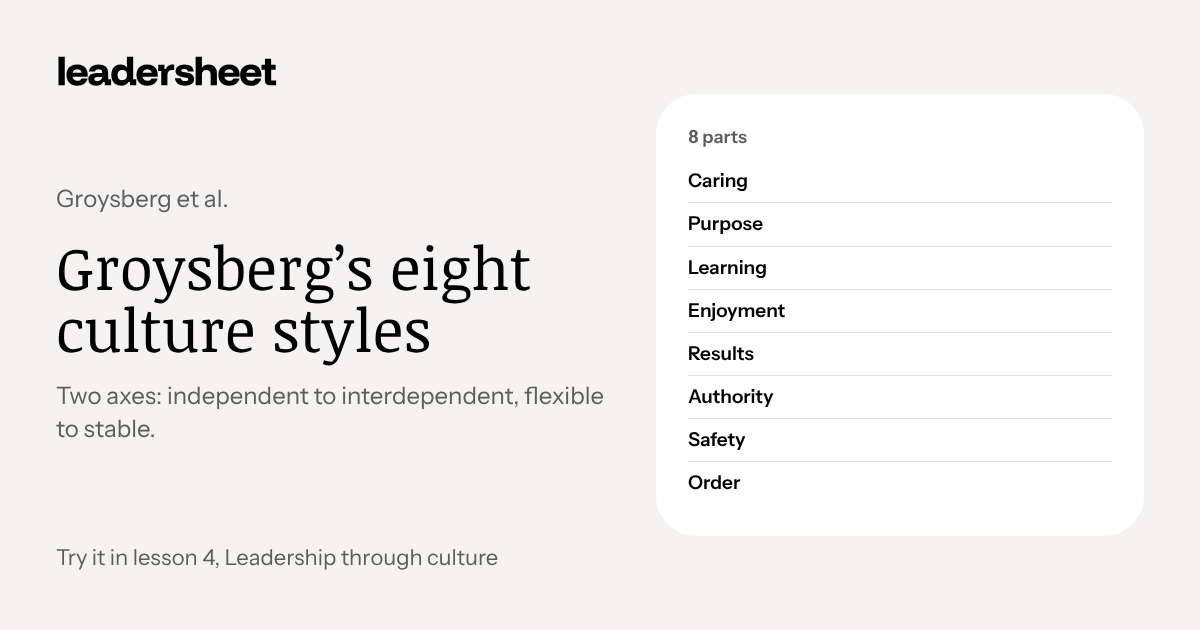 leadersheet
Groysberg et al.
Groysberg’s eight
culture styles
Two axes: independent to interdependent, flexible
to stable.
Try it in lesson 4, Leadership through culture
8 parts
Caring
Purpose
Learning
Enjoyment
Results
Authority
Safety
Order